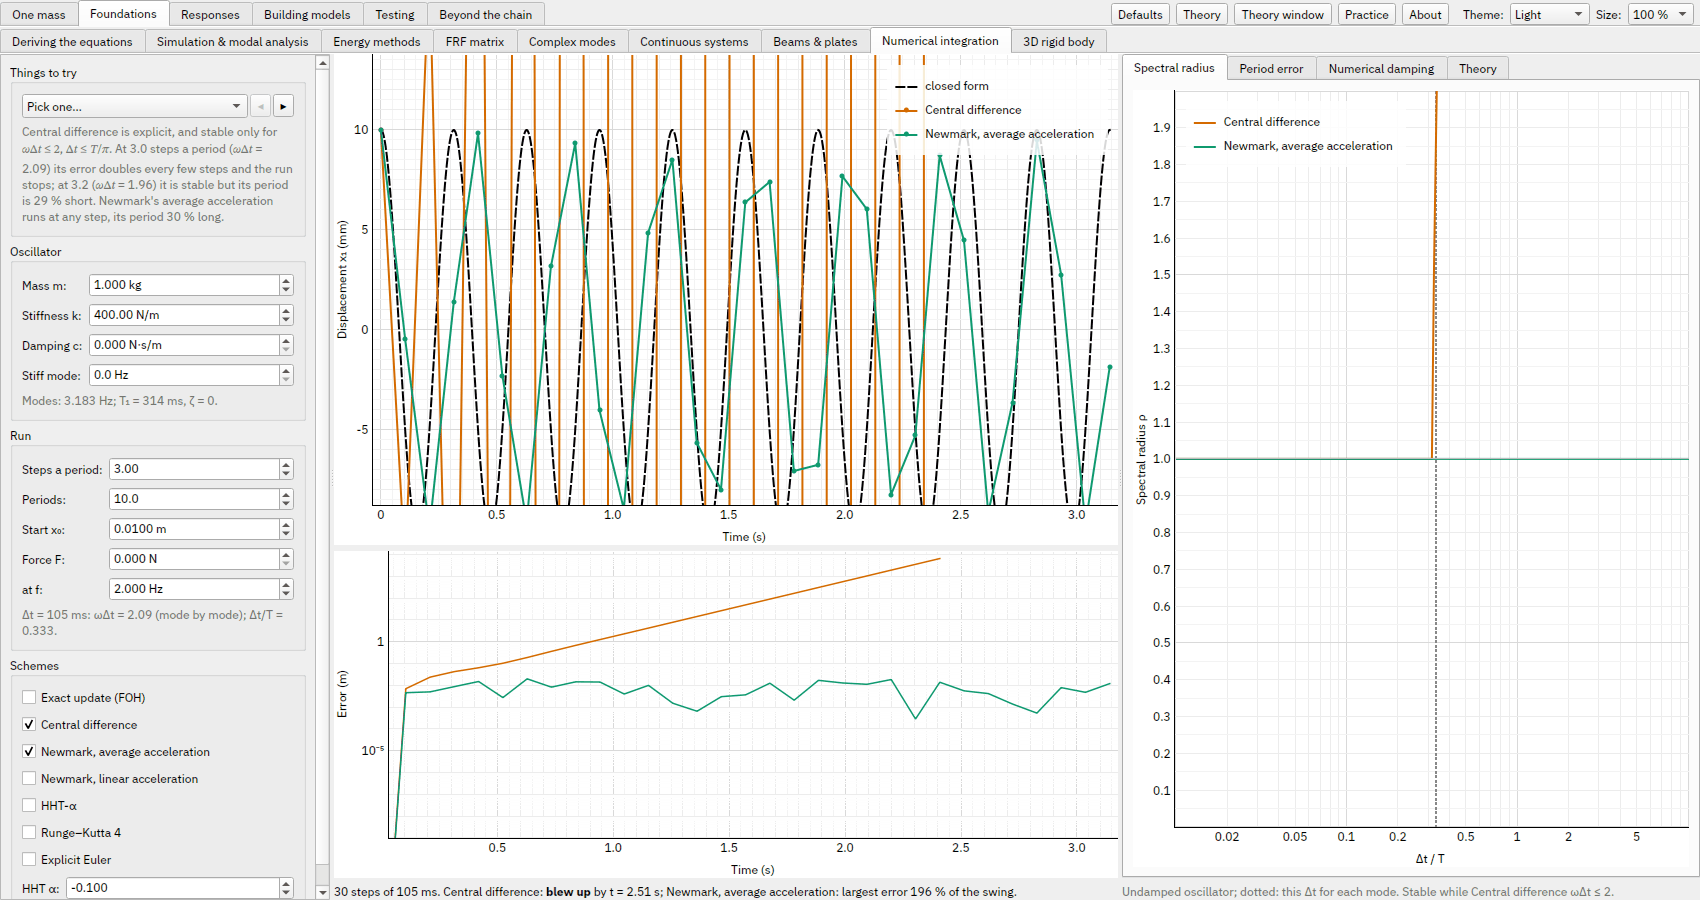 One mass
Foundations
Responses
Building models
Testing
Beyond the chain
Defaults
Theory
Theory window
Practice
About
Theme:
Light
Size:
100 %
Deriving the equations
Simulation & modal analysis
Energy methods
FRF matrix
Complex modes
Continuous systems
Beams & plates
Numerical integration
3D rigid body
Things to try
Pick one...
Central difference is explicit, and stable only for
ωΔt ≤ 2, Δt ≤ T/π. At 3.0 steps a period (ωΔt =
2.09) its error doubles every few steps and the run
stops; at 3.2 (ωΔt = 1.96) it is stable but its period
is 29 % short. Newmark's average acceleration
runs at any step, its period 30 % long.
Oscillator
Mass m: 1.000 kg
Stiffness k: 400.00 N/m
Damping c: 0.000 N·s/m
Stiff mode: 0.0 Hz
Modes: 3.183 Hz; T₁ = 314 ms, ζ = 0.
Run
Steps a period: 3.00
Periods: 10.0
Start x₀: 0.0100 m
Force F: 0.000 N
at f: 2.000 Hz
Δt = 105 ms: ωΔt = 2.09 (mode by mode); Δt/T =
0.333.
Schemes
Exact update (FOH)
Central difference
Newmark, average acceleration
Newmark, linear acceleration
HHT-α
Runge–Kutta 4
Explicit Euler
HHT α: -0.100
Displacement x₁ (mm)
10
5
0
-5
0
0.5
1.0
1.5
2.0
2.5
3.0
Time (s)
closed form
Central difference
Newmark, average acceleration
Error (m)
1
10⁻⁵
0.5
1.0
1.5
2.0
2.5
3.0
Time (s)
30 steps of 105 ms. Central difference: blew up by t = 2.51 s; Newmark, average acceleration: largest error 196 % of the swing.
Spectral radius
Period error
Numerical damping
Theory
Central difference
Newmark, average acceleration
Spectral radius ρ
1.9
1.8
1.7
1.6
1.5
1.4
1.3
1.2
1.1
1.0
0.9
0.8
0.7
0.6
0.5
0.4
0.3
0.2
0.1
0.02
0.05
0.1
0.2
0.5
1
2
5
Δt / T
Undamped oscillator; dotted: this Δt for each mode. Stable while Central difference ωΔt ≤ 2.